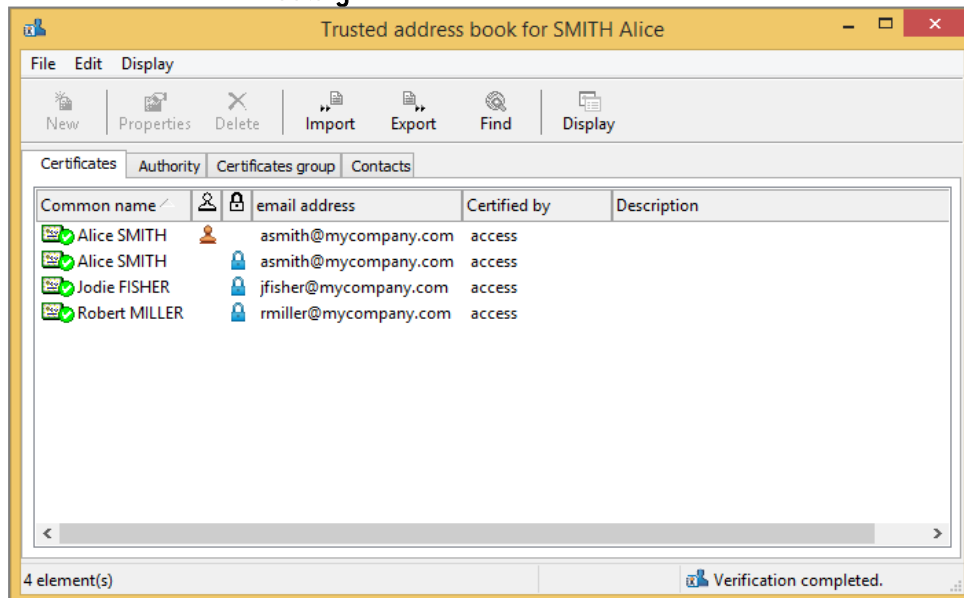 Trusted address book for SMITH Alice
File Edit Display
New Properties Delete Import Export Find Display
Certificates Authority Certificates group Contacts
Common name email address Certified by Description
Alice SMITH asmith@mycompany.com access
Alice SMITH asmith@mycompany.com access
Jodie FISHER jfisher@mycompany.com access
Robert MILLER rmiller@mycompany.com access
4 element(s) Verification completed.